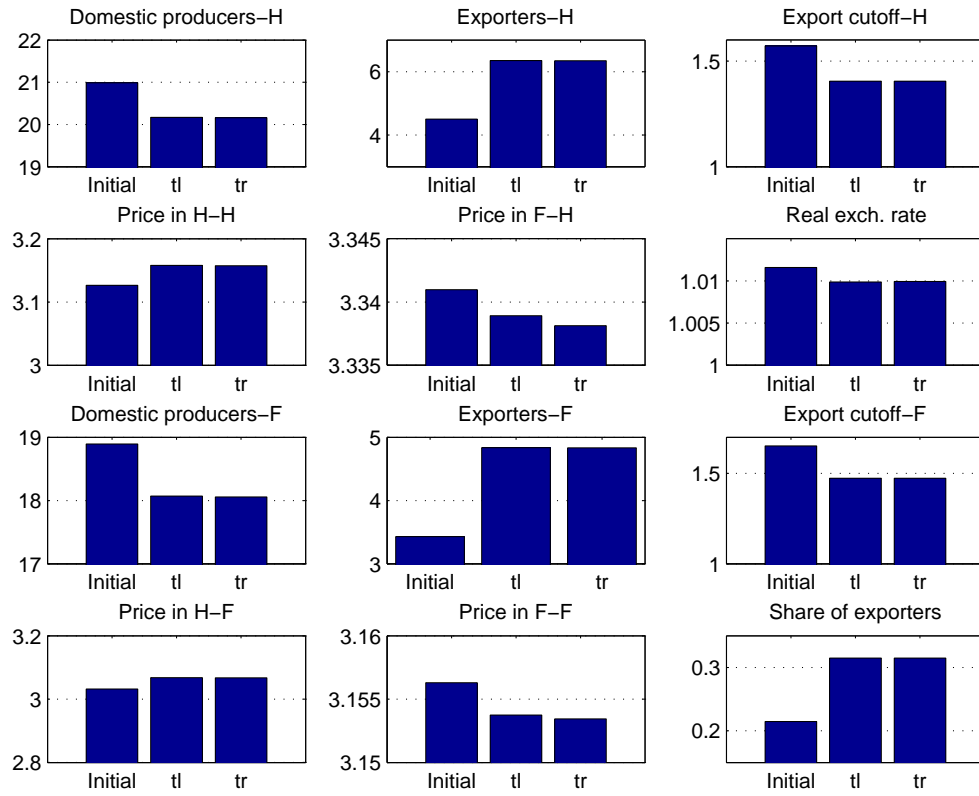 Domestic producers−H
22
21
20
19
Initial tl tr
Exporters−H
6
4
Initial tl tr
Export cutoff−H
1.5
1
Initial tl tr
Price in H−H
3.2
3.1
3
Initial tl tr
Price in F−H
3.345
3.34
3.335
Initial tl tr
Real exch. rate
1.01
1.005
1
Initial tl tr
Domestic producers−F
19
18
17
Initial tl tr
Exporters−F
5
4
3
Initial tl tr
Export cutoff−F
1.5
1
Initial tl tr
Price in H−F
3.2
3
2.8
Initial tl tr
Price in F−F
3.16
3.155
3.15
Initial tl tr
Share of exporters
0.3
0.2
Initial tl tr